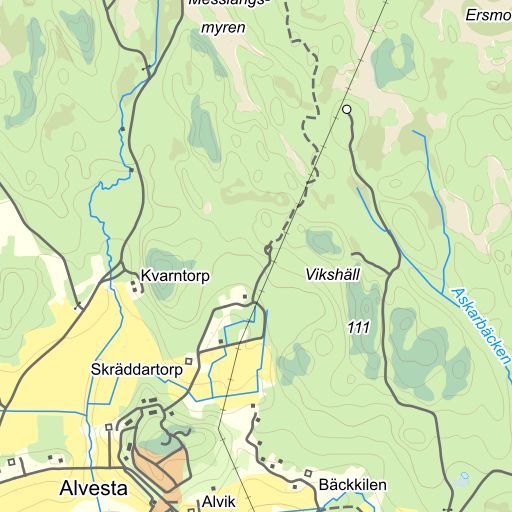 Messlångs-
myren
Ersmo
Kvarntorp
Vikshäll
Askarbäcken
111
Skräddartorp
Alvesta
Bäckkilen
Alvik